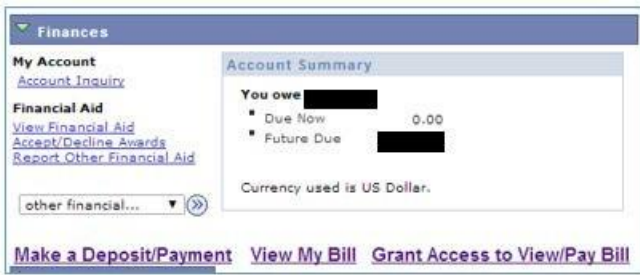 Finances
My Account
Account Inquiry
Financial Aid
View Financial Aid
Accept/Decline Awards
Report Other Financial Aid
other financial...
Account Summary
You owe
Due Now 0.00
Future Due
Currency used is US Dollar.
Make a Deposit/Payment View My Bill Grant Access to View/Pay Bill